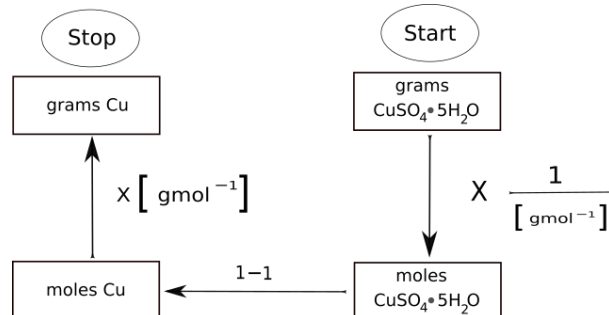 Stop
Start
grams Cu
grams
CuSO₄•5H₂O
X [ gmol⁻¹]
X 1
[gmol⁻¹]
1−1
moles Cu
moles
CuSO₄•5H₂O